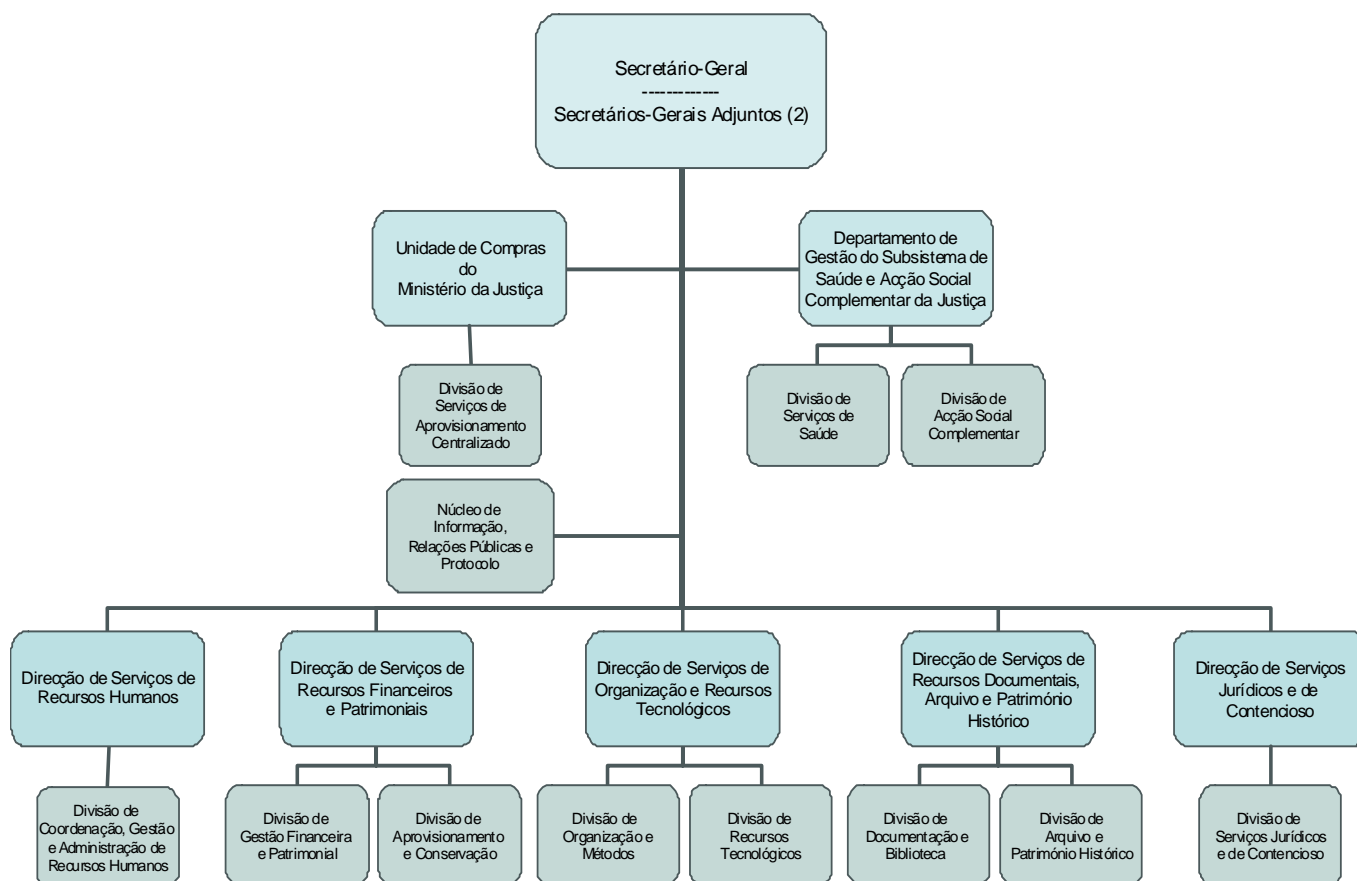 Secretário-Geral
-------------
Secretários-Gerais Adjuntos (2)
Unidade de Compras
do
Ministério da Justiça
Departamento de
Gestão do Subsistema de
Saúde e Acção Social
Complementar da Justiça
Divisão de
Serviços de
Aprovisionamento
Centralizado
Divisão de
Serviços de
Saúde
Divisão de
Acção Social
Complementar
Núcleo de
Informação,
Relações Públicas e
Protocolo
Direcção de Serviços de
Recursos Humanos
Direcção de Serviços de
Recursos Financeiros
e Patrimoniais
Direcção de Serviços de
Organização e Recursos
Tecnológicos
Direcção de Serviços de
Recursos Documentais,
Arquivo e Património
Histórico
Direcção de Serviços
Jurídicos e de
Contencioso
Divisão de
Coordenação, Gestão
e Administração de
Recursos Humanos
Divisão de
Gestão Financeira
e Patrimonial
Divisão de
Aprovisionamento
e Conservação
Divisão de
Organização e
Métodos
Divisão de
Recursos
Tecnológicos
Divisão de
Documentação e
Biblioteca
Divisão de
Arquivo e
Património Histórico
Divisão de
Serviços Jurídicos
e de Contencioso